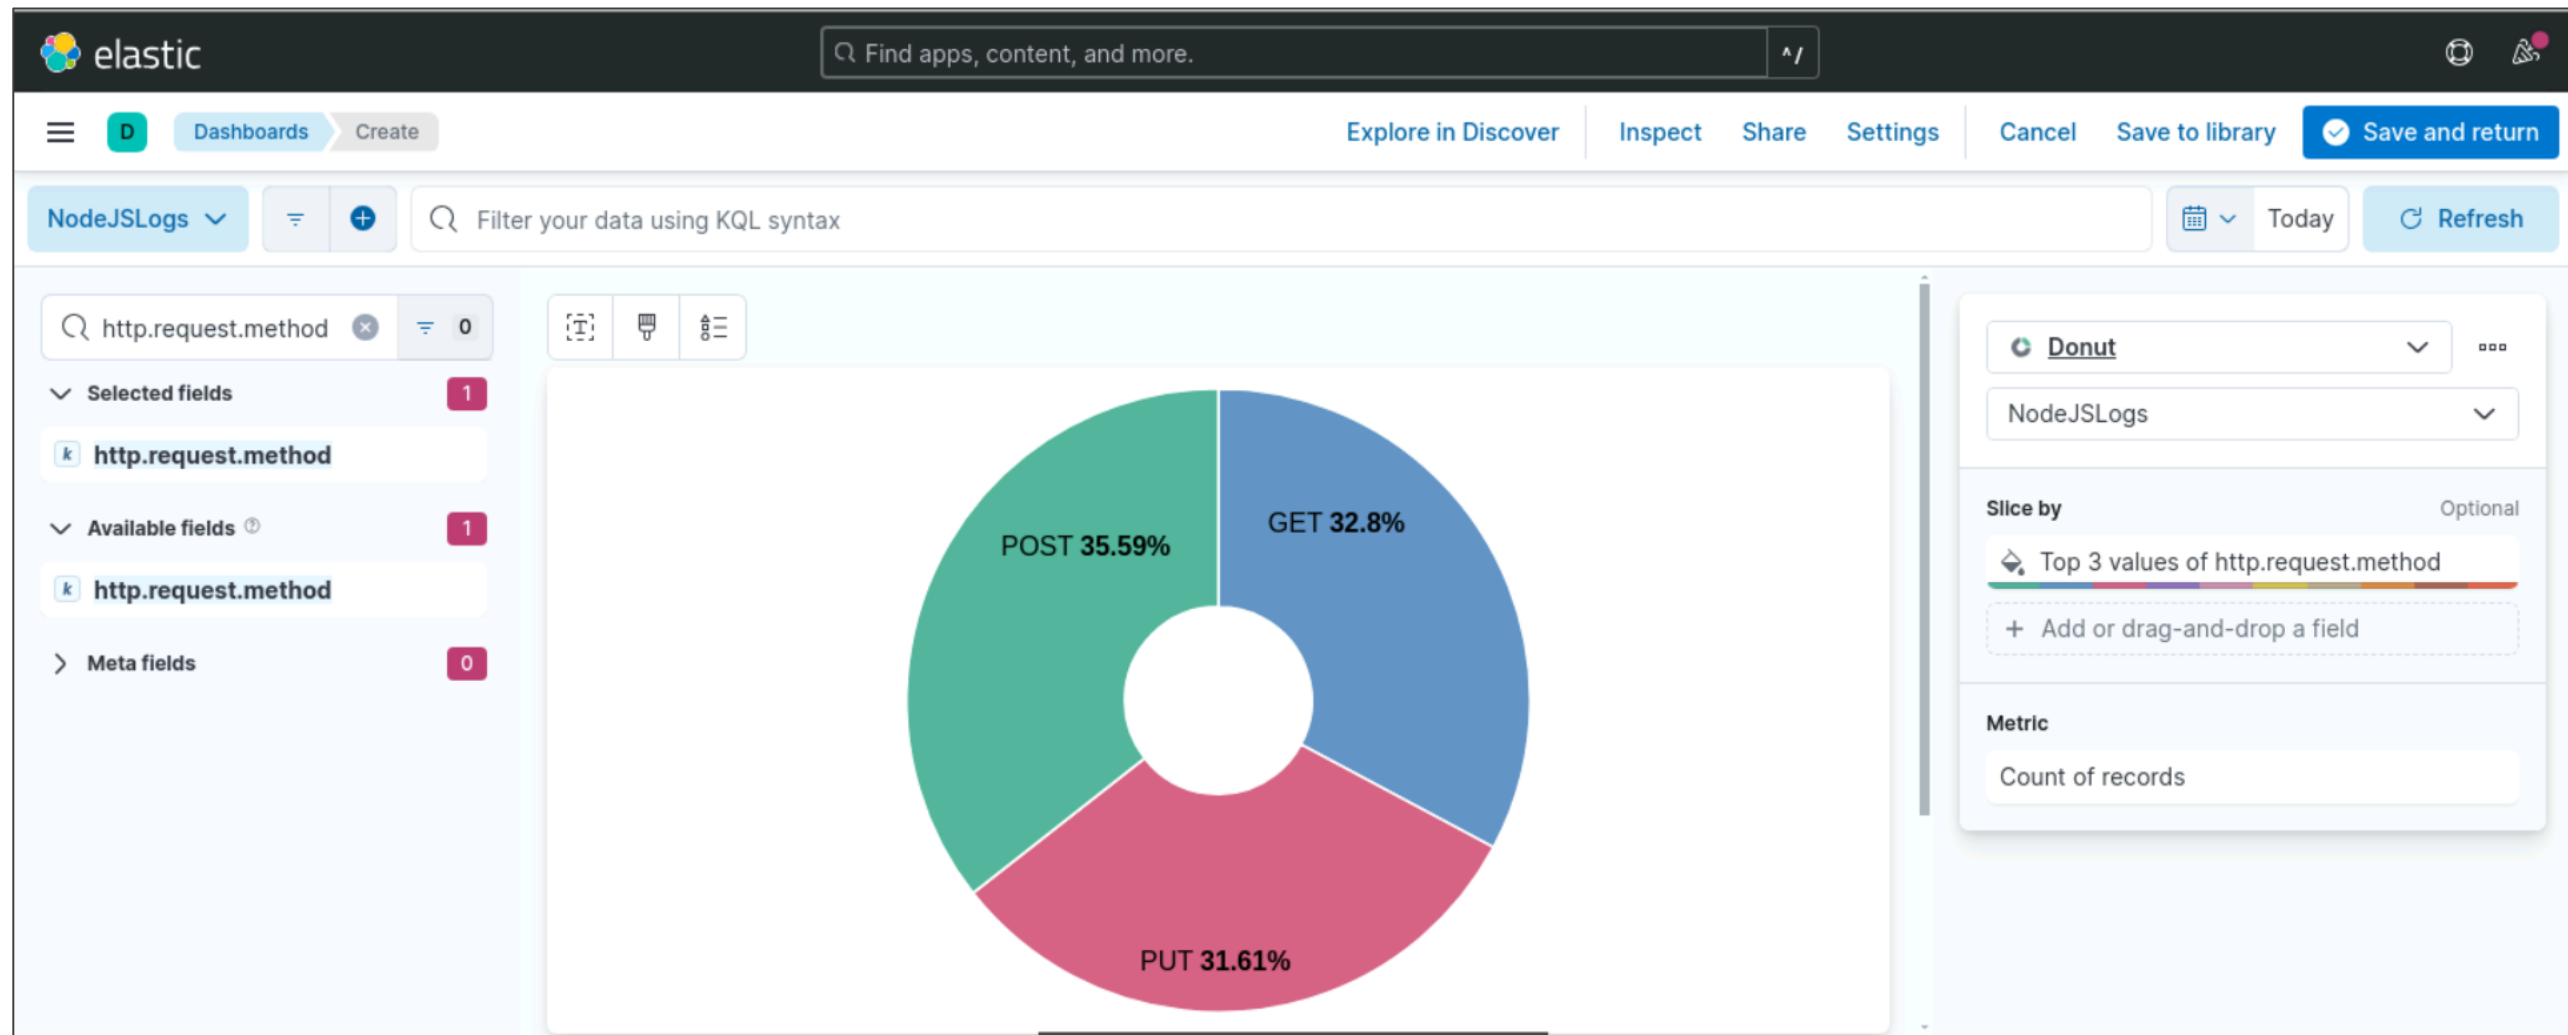 elastic
Find apps, content, and more.
^/
D
Dashboards
Create
Explore in Discover
Inspect
Share
Settings
Cancel
Save to library
Save and return
NodeJSLogs
Filter your data using KQL syntax
Today
Refresh
http.request.method
0
Selected fields
1
k http.request.method
Available fields
1
k http.request.method
Meta fields
0
POST 35.59%
GET 32.8%
PUT 31.61%
Donut
NodeJSLogs
Slice by
Optional
Top 3 values of http.request.method
+ Add or drag-and-drop a field
Metric
Count of records